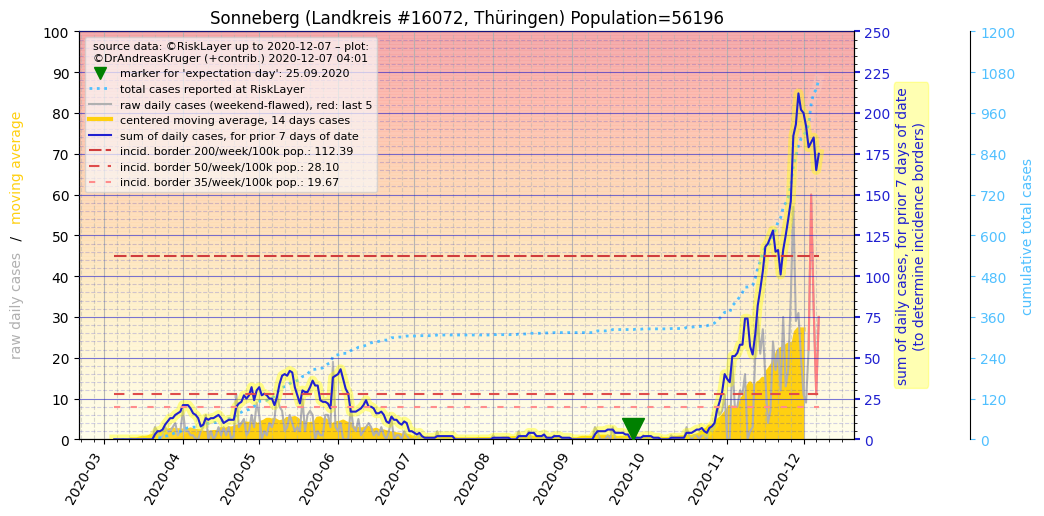 Sonneberg (Landkreis #16072, Thüringen) Population=56196
source data: ©RiskLayer up to 2020-12-07 – plot:
©DrAndreasKruger (+contrib.) 2020-12-07 04:01
marker for 'expectation day': 25.09.2020
total cases reported at RiskLayer
raw daily cases (weekend-flawed), red: last 5
centered moving average, 14 days cases
sum of daily cases, for prior 7 days of date
incid. border 200/week/100k pop.: 112.39
incid. border 50/week/100k pop.: 28.10
incid. border 35/week/100k pop.: 19.67
raw daily cases / moving average
100
90
80
70
60
50
40
30
20
10
0
2020-03
2020-04
2020-05
2020-06
2020-07
2020-08
2020-09
2020-10
2020-11
2020-12
250
225
200
175
150
125
100
75
50
25
0
sum of daily cases, for prior 7 days of date
(to determine incidence borders)
1200
1080
960
840
720
600
480
360
240
120
0
cumulative total cases